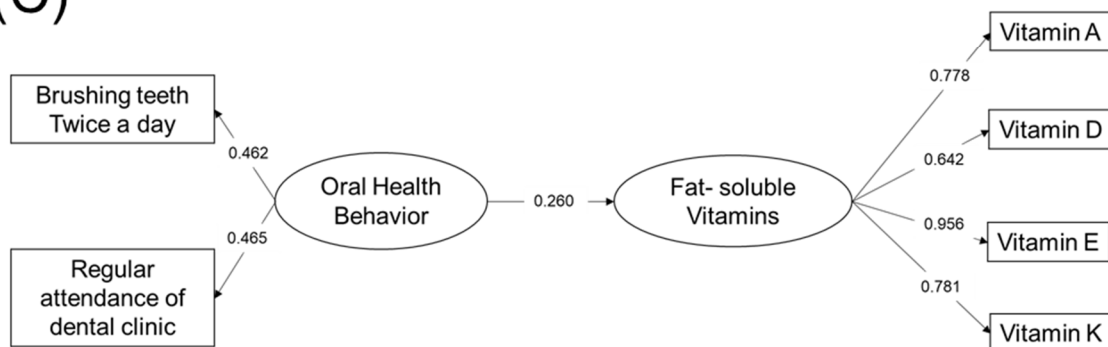 (C)
Brushing teeth
Twice a day
0.462
0.465
Regular
attendance of
dental clinic
Oral Health
Behavior
0.260
Fat- soluble
Vitamins
0.778
0.642
0.956
0.781
Vitamin A
Vitamin D
Vitamin E
Vitamin K